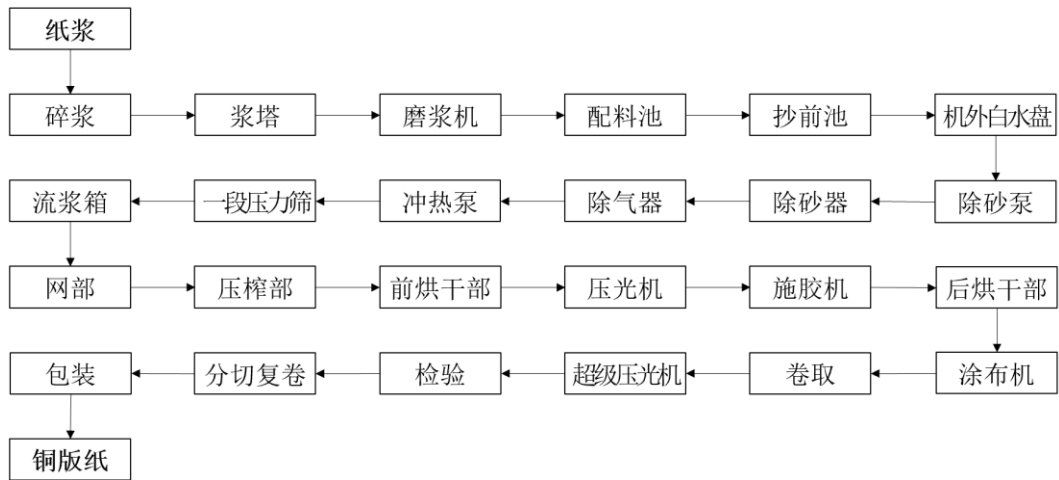 纸浆
碎浆
浆塔
磨浆机
配料池
抄前池
机外白水盘
除砂泵
除砂器
除气器
冲热泵
一段压力筛
流浆箱
网部
压榨部
前烘干部
压光机
施胶机
后烘干部
涂布机
卷取
超级压光机
检验
分切复卷
包装
铜版纸